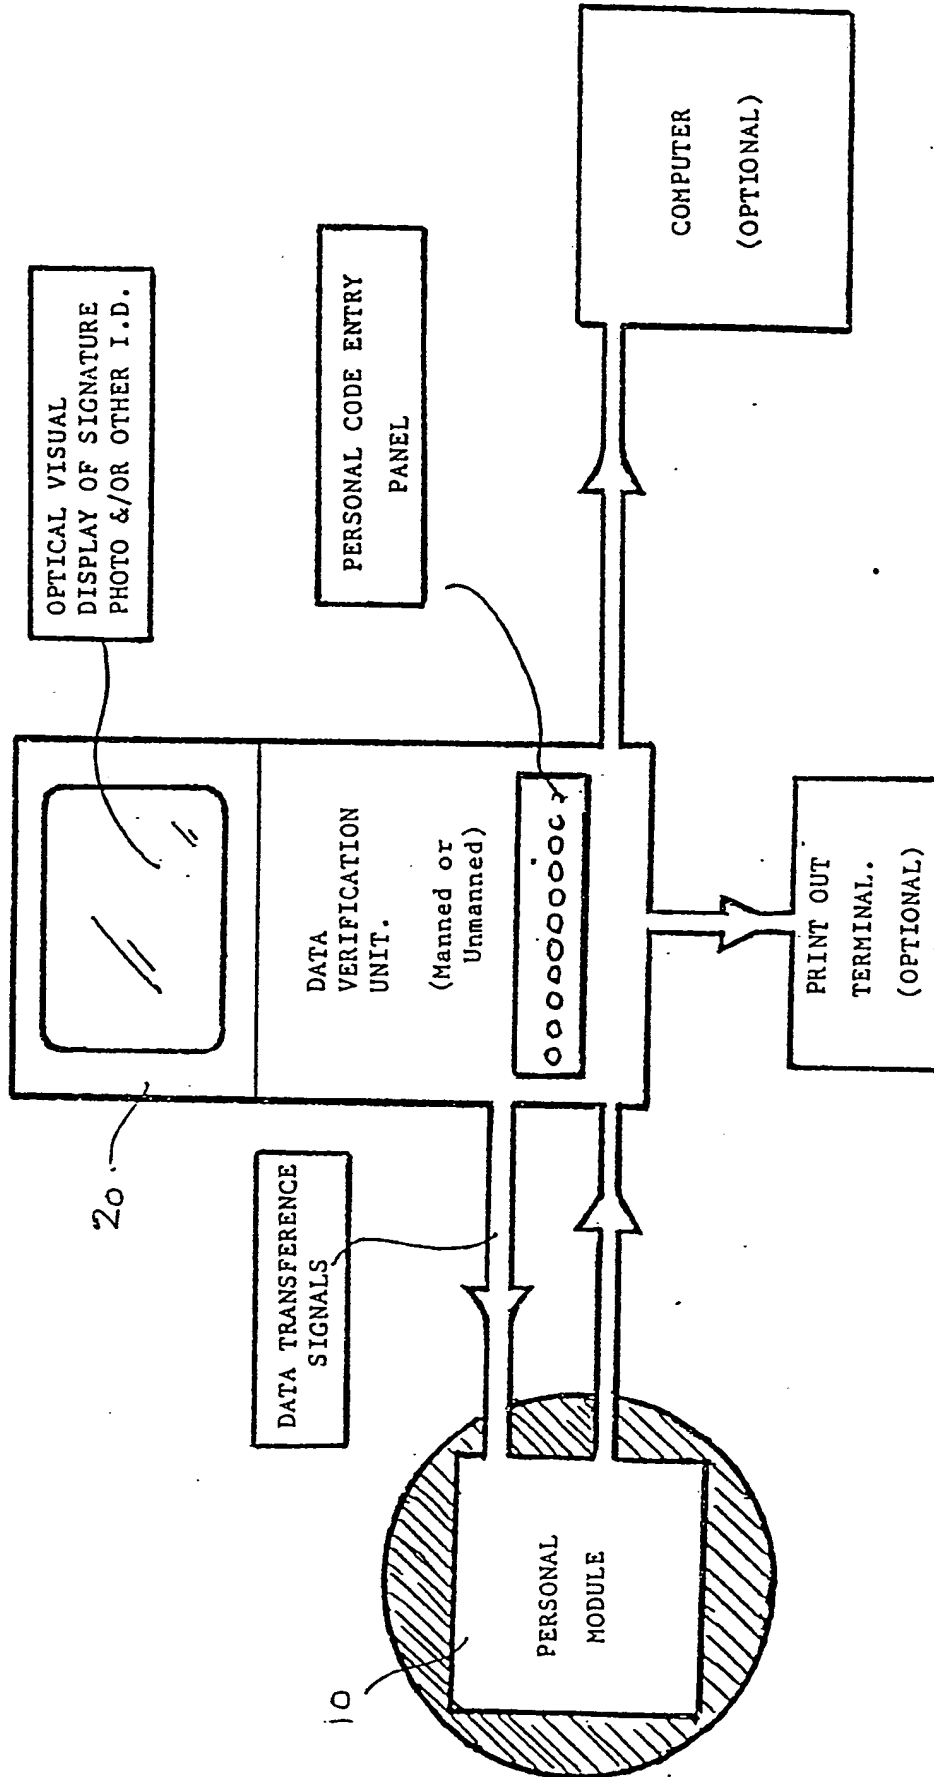 OPTICAL VISUAL
DISPLAY OF SIGNATURE
PHOTO &/OR OTHER I.D.
20
DATA TRANSFERENCE
SIGNALS
PERSONAL CODE ENTRY
PANEL
DATA
VERIFICATION
UNIT.
(Manned or
Unmanned)
10
PERSONAL
MODULE
COMPUTER
(OPTIONAL)
PRINT OUT
TERMINAL.
(OPTIONAL)